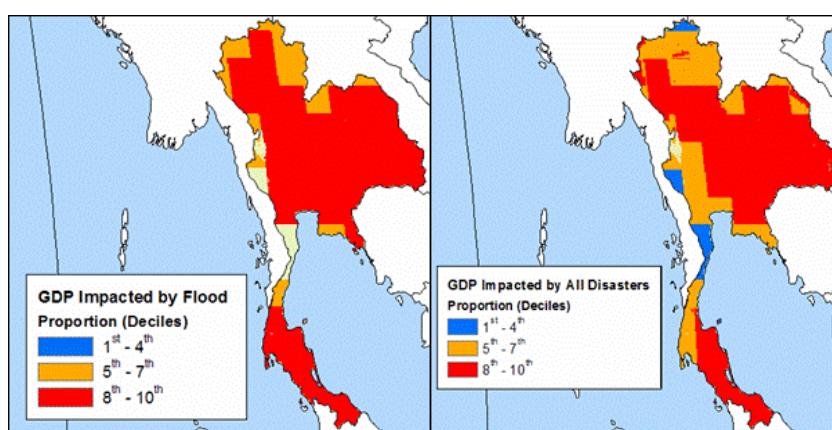 GDP Impacted by Flood
Proportion (Deciles)
1st - 4th
5th - 7th
8th - 10th
GDP Impacted by All Disasters
Proportion (Deciles)
1st - 4th
5th - 7th
8th - 10th